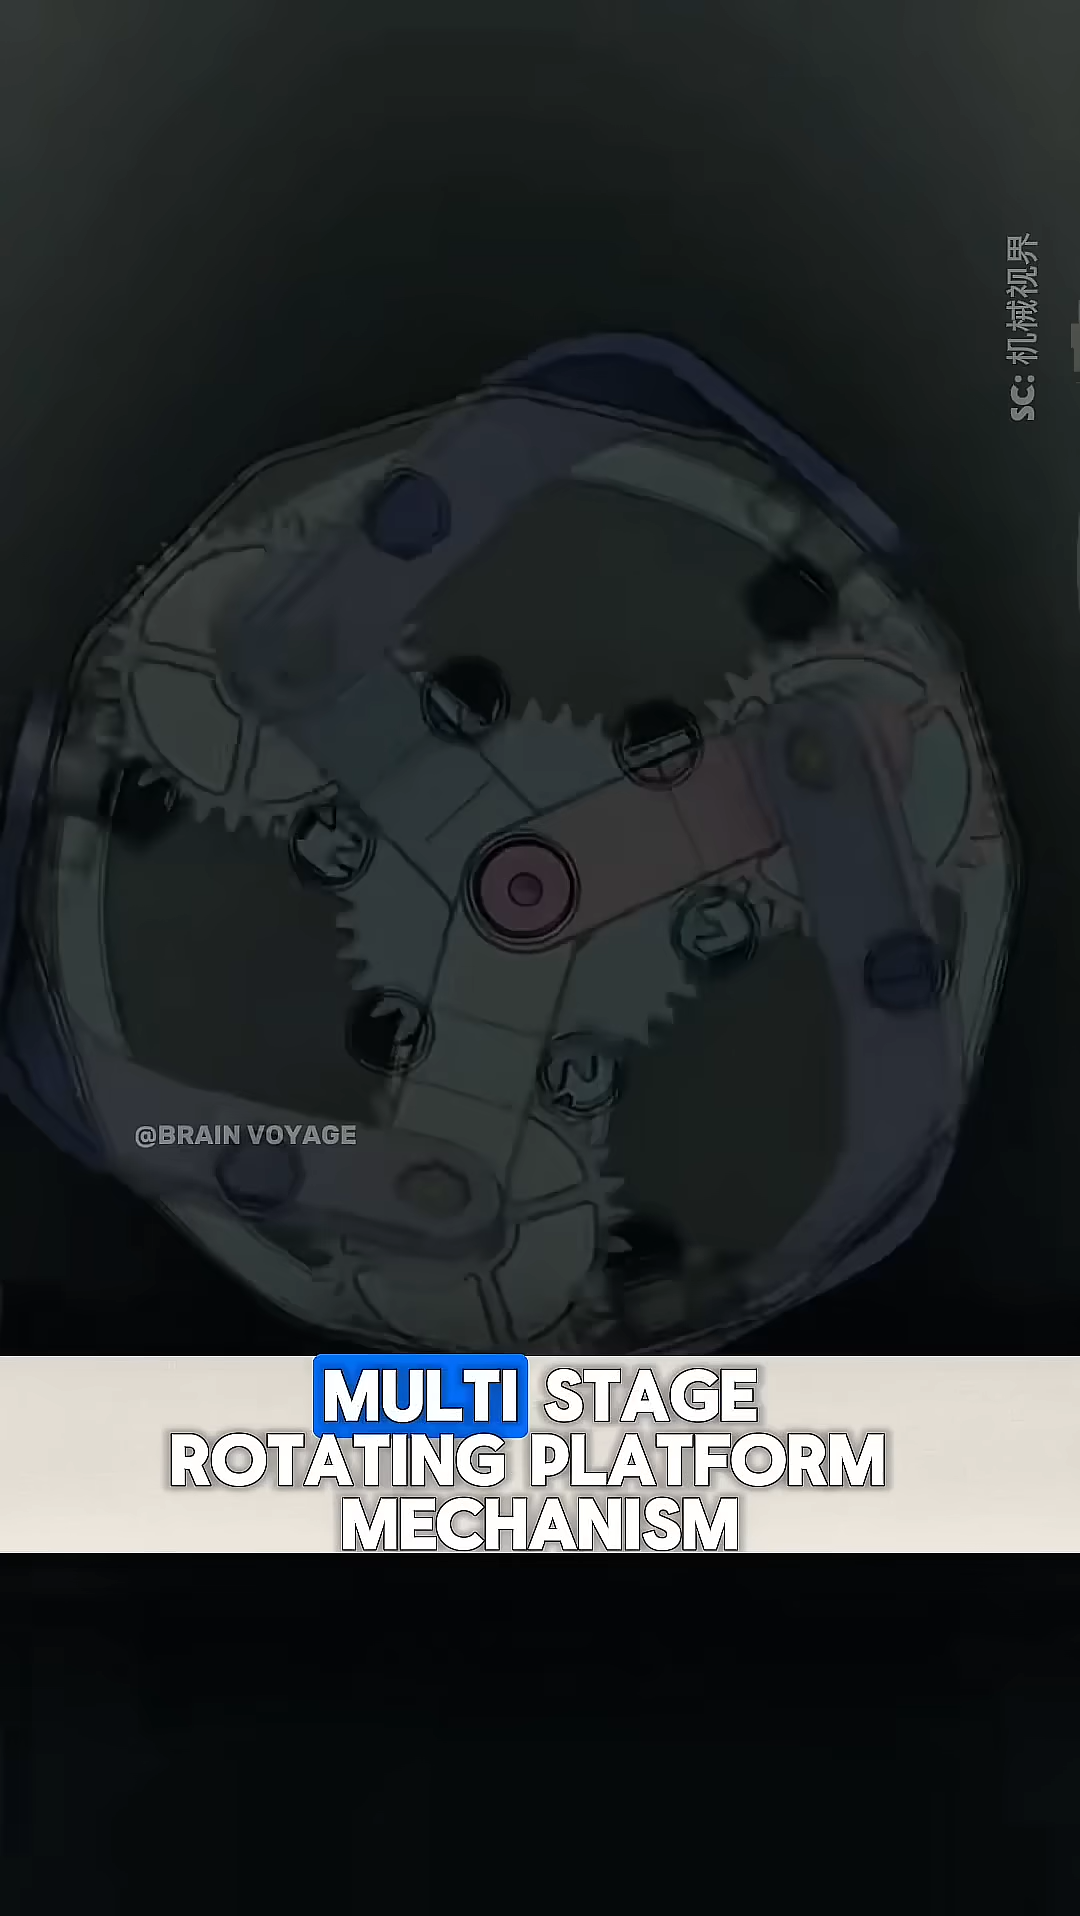 SC: 机械视界
@BRAIN VOYAGE
MULTI STAGE
ROTATING PLATFORM
MECHANISM